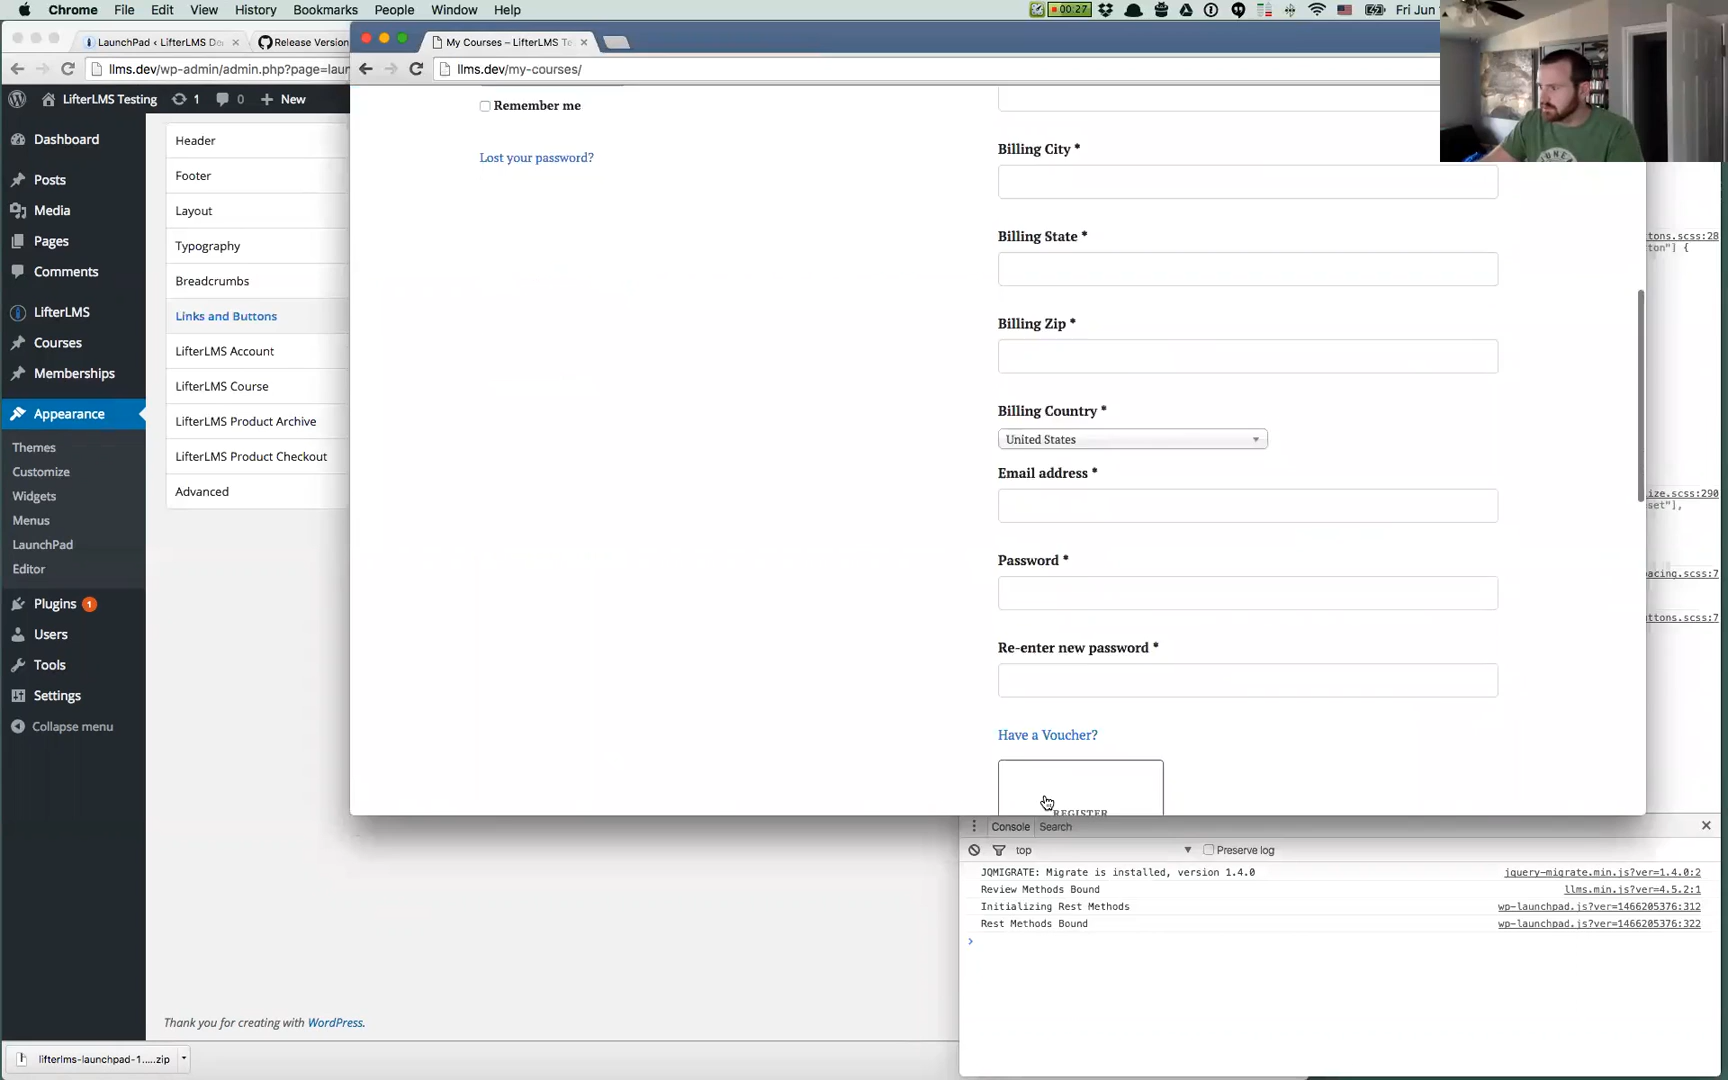 Chrome File Edit View History Bookmarks People Window Help
00:27
Fri Jun
LaunchPad ‹ LifterLMS De
Release Version
My Courses – LifterLMS Te
llms.dev/wp-admin/admin.php?page=laun
llms.dev/my-courses/
LifterLMS Testing 1 0 New
Dashboard
Posts
Media
Pages
Comments
LifterLMS
Courses
Memberships
Appearance
Themes
Customize
Widgets
Menus
LaunchPad
Editor
Plugins 1
Users
Tools
Settings
Collapse menu
Header
Footer
Layout
Typography
Breadcrumbs
Links and Buttons
LifterLMS Account
LifterLMS Course
LifterLMS Product Archive
LifterLMS Product Checkout
Advanced
Thank you for creating with WordPress.
lifterlms-launchpad-1.....zip
Remember me
Lost your password?
Billing City *
Billing State *
Billing Zip *
Billing Country *
United States
Email address *
Password *
Re-enter new password *
Have a Voucher?
REGISTER
tons.scss:28
ton"] {
ize.scss:290
set"],
acing.scss:7
ttons.scss:7
Console Search
top Preserve log
JQMIGRATE: Migrate is installed, version 1.4.0 jquery-migrate.min.js?ver=1.4.0:2
Review Methods Bound llms.min.js?ver=4.5.2:1
Initializing Rest Methods wp-launchpad.js?ver=1466205376:312
Rest Methods Bound wp-launchpad.js?ver=1466205376:322